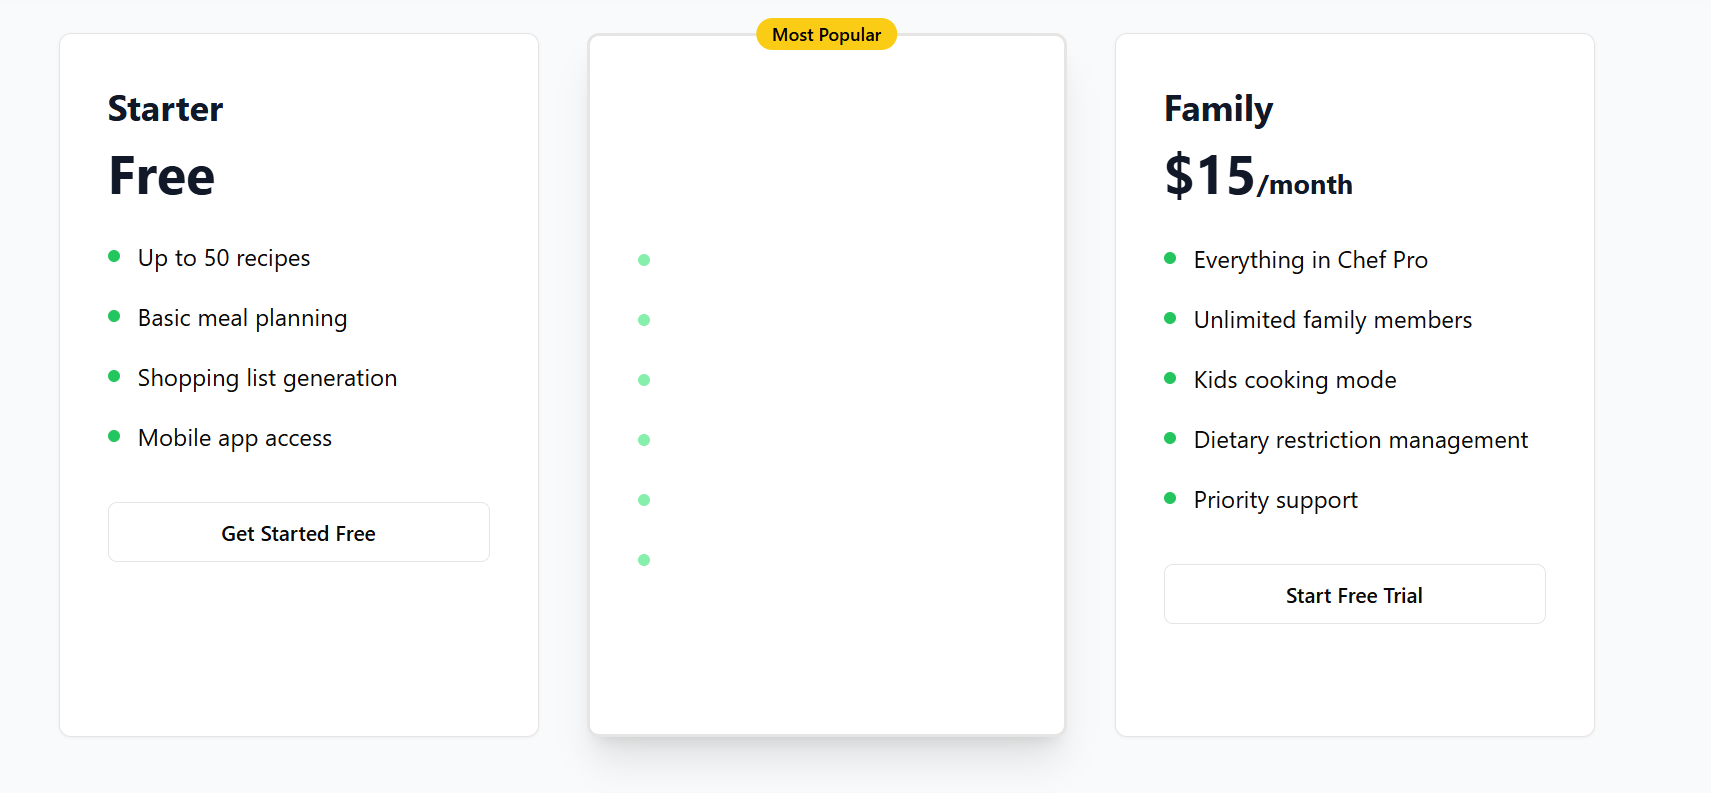 Most Popular
Starter
Free
Up to 50 recipes
Basic meal planning
Shopping list generation
Mobile app access
Get Started Free
Family
$15/month
Everything in Chef Pro
Unlimited family members
Kids cooking mode
Dietary restriction management
Priority support
Start Free Trial